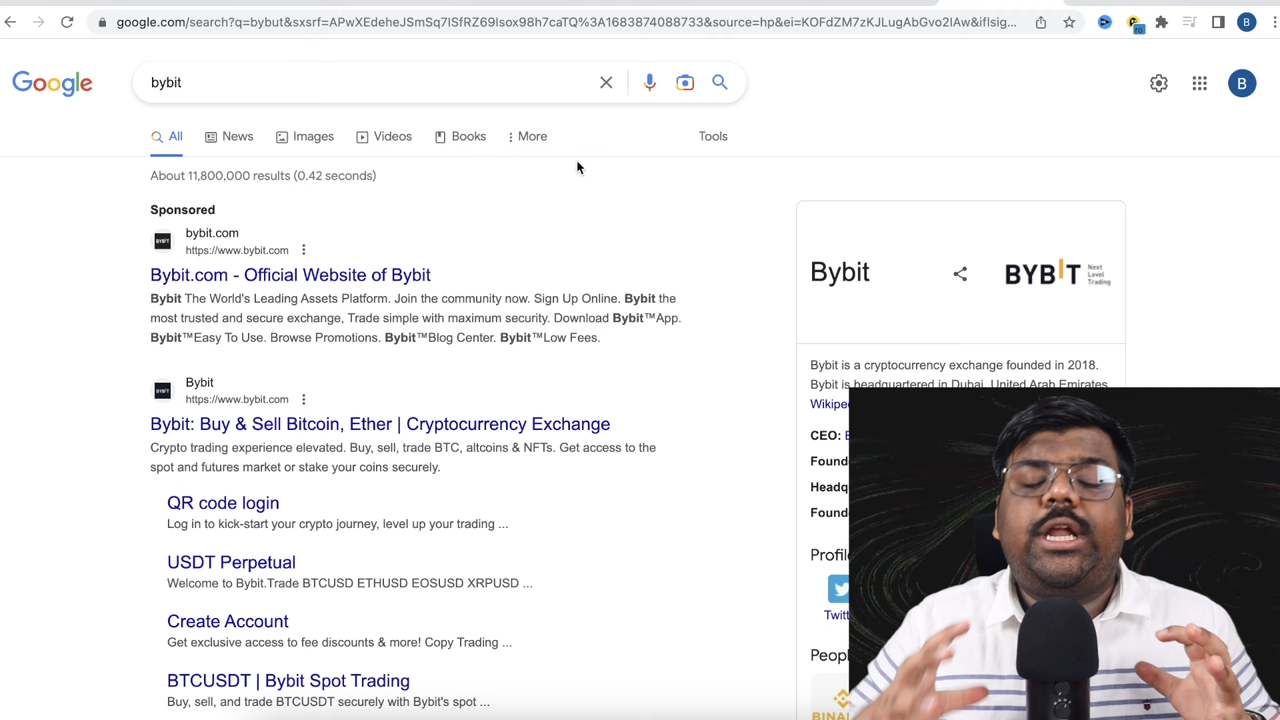 google.com/search?q=bybut&sxsrf=APwXEdeheJSmSq7ISfRZ69lsox98h7caTQ%3A1683874088733&source=hp&ei=KOFdZM7zKJLugAbGvo2lAw&iflsig...
B
ro
Google
bybit
B
All
News
Images
Videos
Books
More
Tools
About 11,800,000 results (0.42 seconds)
Sponsored
BYBIT
bybit.com
https://www.bybit.com
Bybit.com - Official Website of Bybit
Bybit The World's Leading Assets Platform. Join the community now. Sign Up Online. Bybit the
most trusted and secure exchange, Trade simple with maximum security. Download Bybit™App.
Bybit™Easy To Use. Browse Promotions. Bybit™Blog Center. Bybit™Low Fees.
BYBIT
Bybit
https://www.bybit.com
Bybit: Buy & Sell Bitcoin, Ether | Cryptocurrency Exchange
Crypto trading experience elevated. Buy, sell, trade BTC, altcoins & NFTs. Get access to the
spot and futures market or stake your coins securely.
QR code login
Log in to kick-start your crypto journey, level up your trading ...
USDT Perpetual
Welcome to Bybit.Trade BTCUSD ETHUSD EOSUSD XRPUSD ...
Create Account
Get exclusive access to fee discounts & more! Copy Trading ...
BTCUSDT | Bybit Spot Trading
Buy, sell, and trade BTCUSDT securely with Bybit's spot ...
Bybit
BYBIT
Next
Level
Trading
Bybit is a cryptocurrency exchange founded in 2018.
Bybit is headquartered in Dubai, United Arab Emirates.
Wikipe
CEO:
Found
Headq
Found
Profile
Twitt
Peopl
BINAN